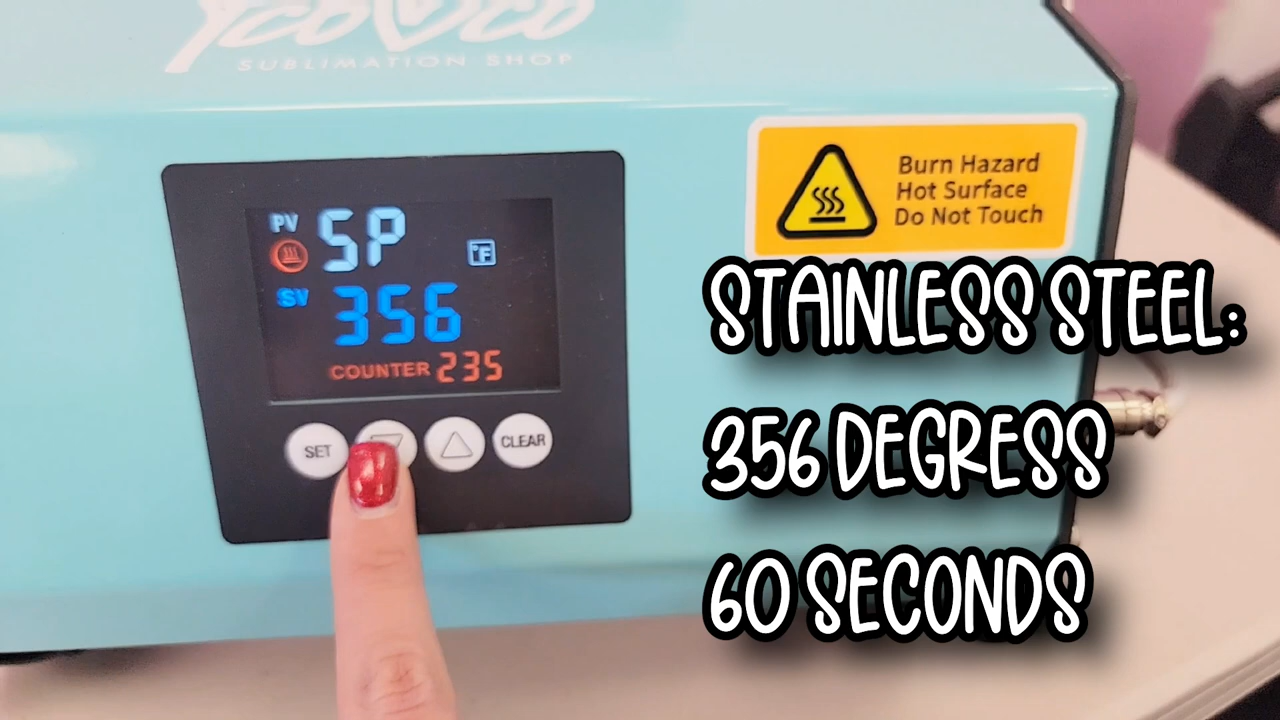 SUBLIMATION SHOP
PV SP
°F
SV 356
COUNTER 235
SET
CLEAR
Burn Hazard
Hot Surface
Do Not Touch
STAINLESS STEEL:
356 DEGRESS
60 SECONDS